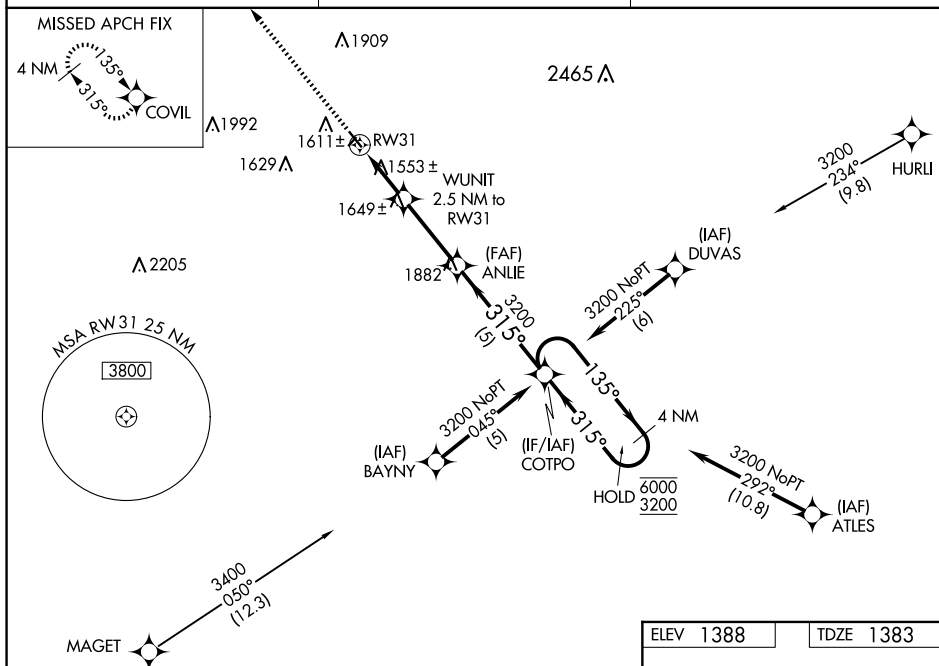 MISSED APCH FIX
4 NM
135°
315°
COVIL
1909
2465
1992
1611±
RW31
1629
1553±
WUNIT
2.5 NM to
RW31
1649±
3200
234°
(9.8)
HURLI
(IAF)
DUVAS
2205
1882
(FAF)
ANLIE
3200 NoPT
225°
(6)
3200
315°
(5)
MSA RW31 25 NM
3800
135°
315°
4 NM
3200 NoPT
045°
(5)
(IAF)
BAYNY
(IF/IAF)
COTPO
HOLD
6000
3200
3200 NoPT
292°
(10.8)
(IAF)
ATLES
3400
050°
(12.3)
MAGET
ELEV 1388
TDZE 1383